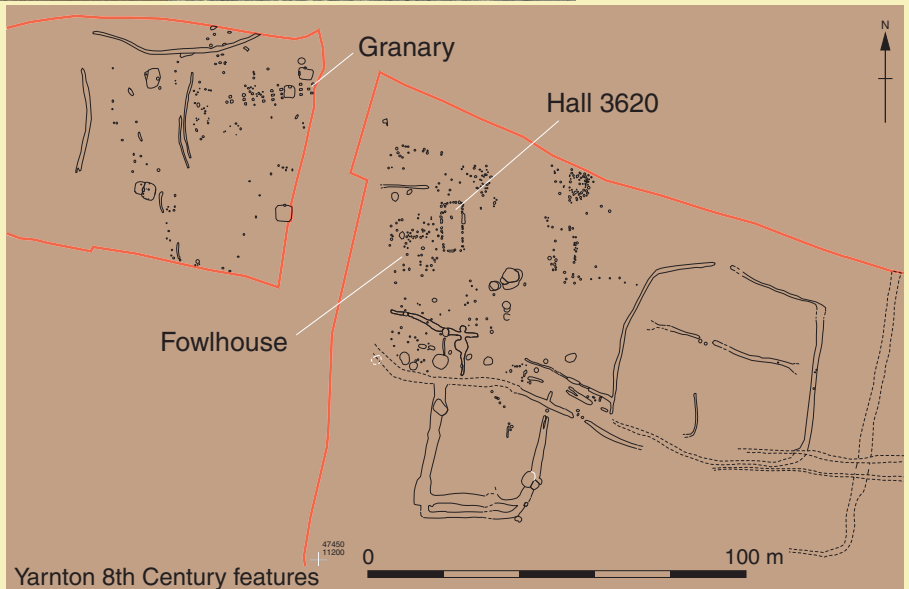 N
Granary
Hall 3620
Fowlhouse
47450
11200
0 100 m
Yarnton 8th Century features